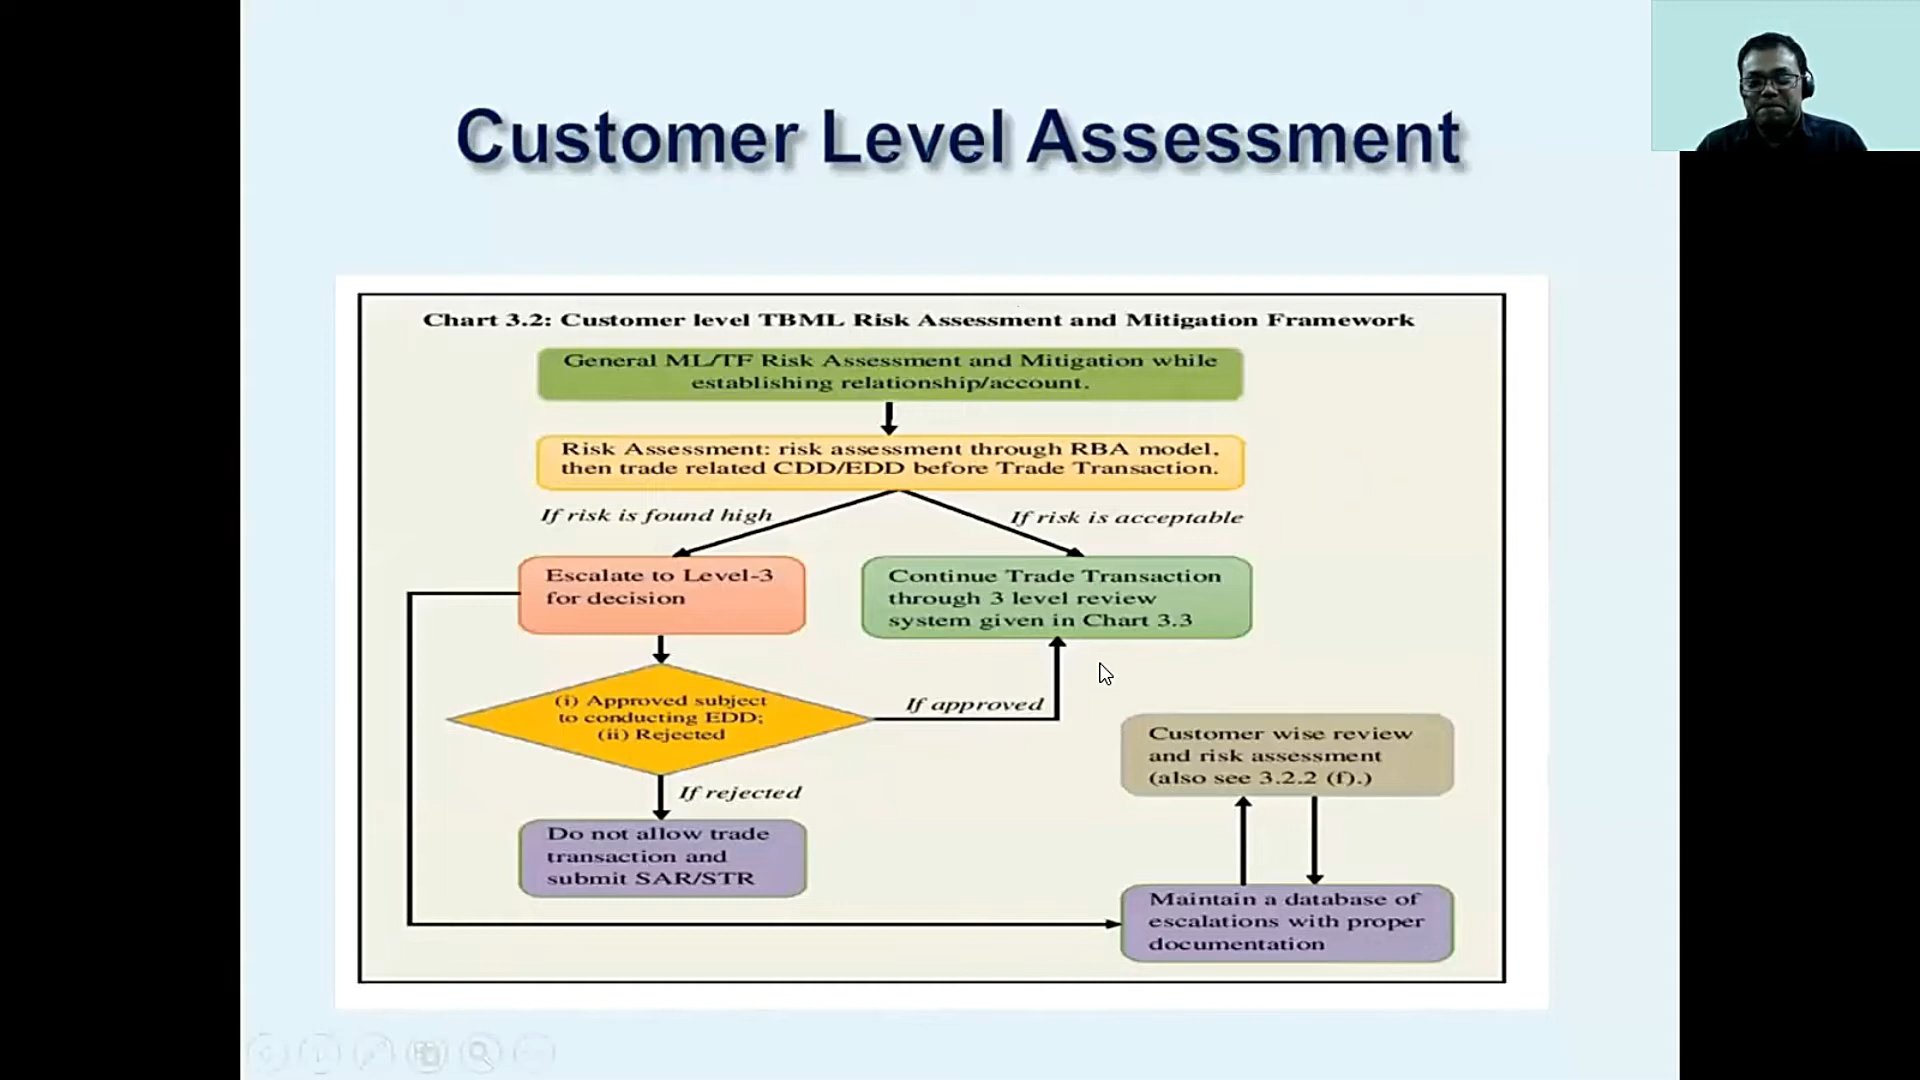 Customer Level Assessment
Chart 3.2: Customer level TBML Risk Assessment and Mitigation Framework
General ML/TF Risk Assessment and Mitigation while
establishing relationship/account.
Risk Assessment: risk assessment through RBA model,
then trade related CDD/EDD before Trade Transaction.
If risk is found high
If risk is acceptable
Escalate to Level-3
for decision
Continue Trade Transaction
through 3 level review
system given in Chart 3.3
(i) Approved subject
to conducting EDD;
(ii) Rejected
If approved
If rejected
Customer wise review
and risk assessment
(also see 3.2.2 (f).)
Do not allow trade
transaction and
submit SAR/STR
Maintain a database of
escalations with proper
documentation